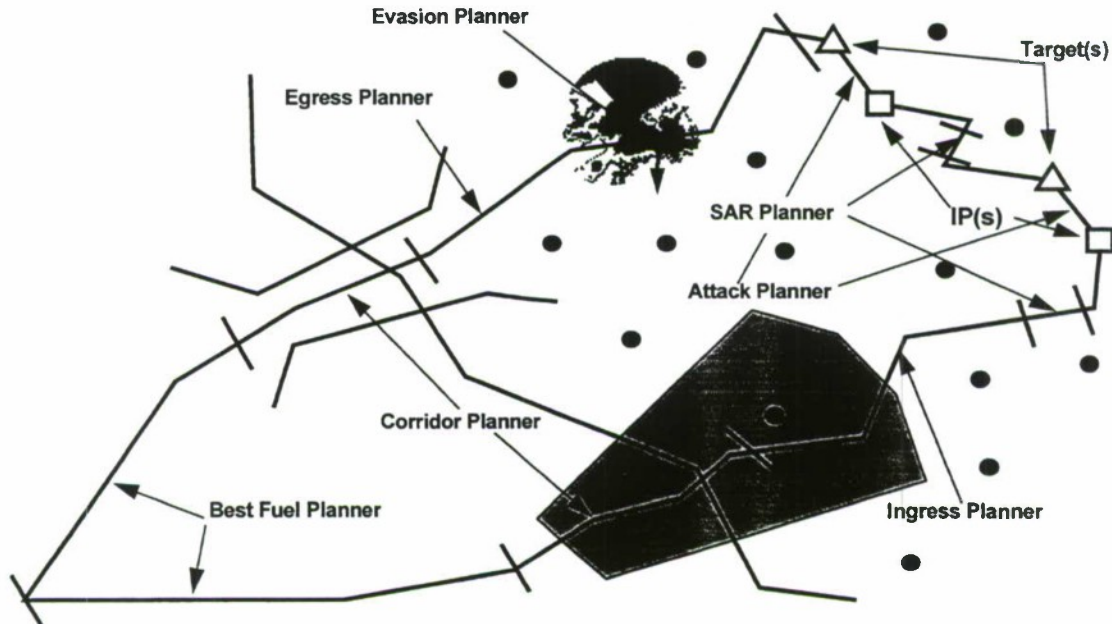 Evasion Planner
Target(s)
Egress Planner
SAR Planner
IP(s)
Attack Planner
Corridor Planner
Best Fuel Planner
Ingress Planner